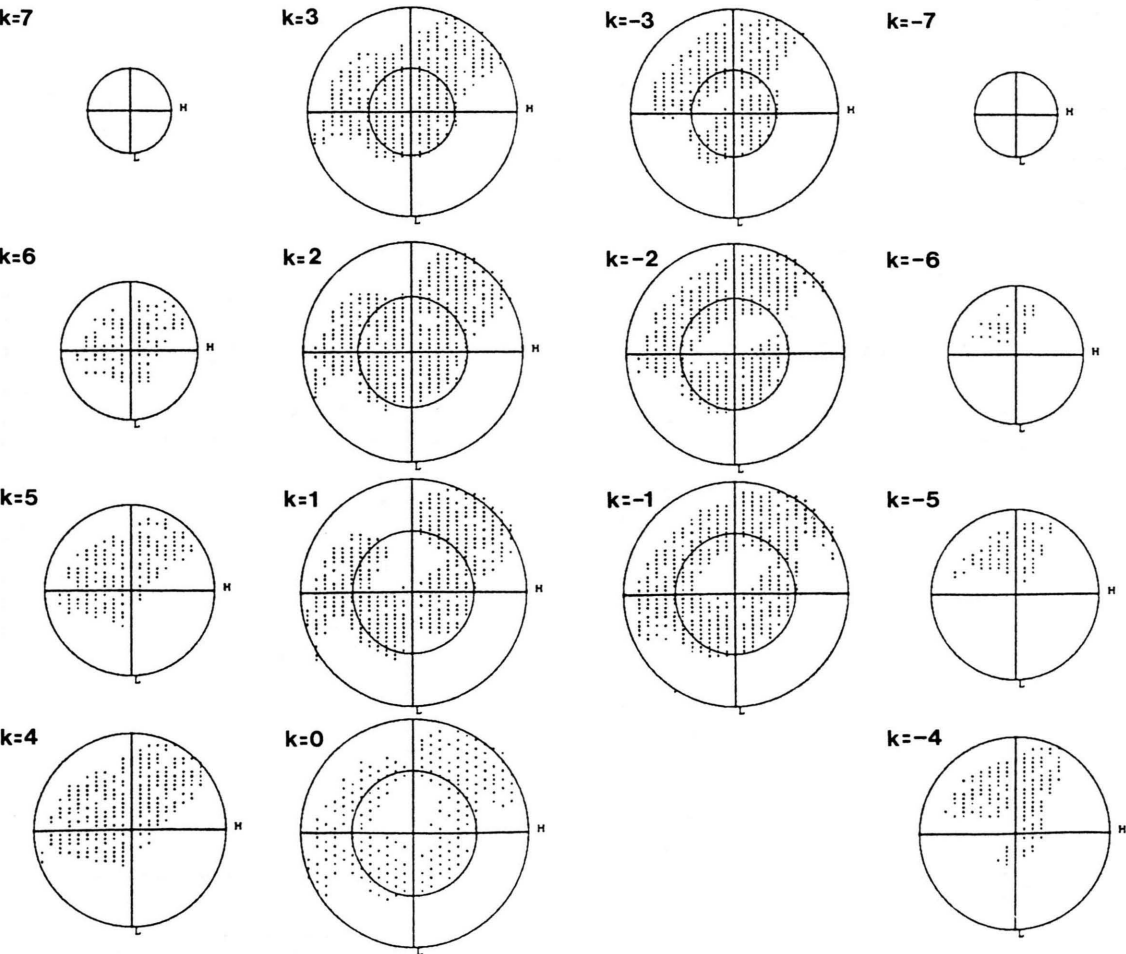 k=7 k=3 k=-3 k=-7
H H H H
L L L L
k=6 k=2 k=-2 k=-6
H H H
L L L L
k=5 k=1 k=-1 k=-5
H H H
L L L L
k=4 k=0 k=-4
H H H
L L L